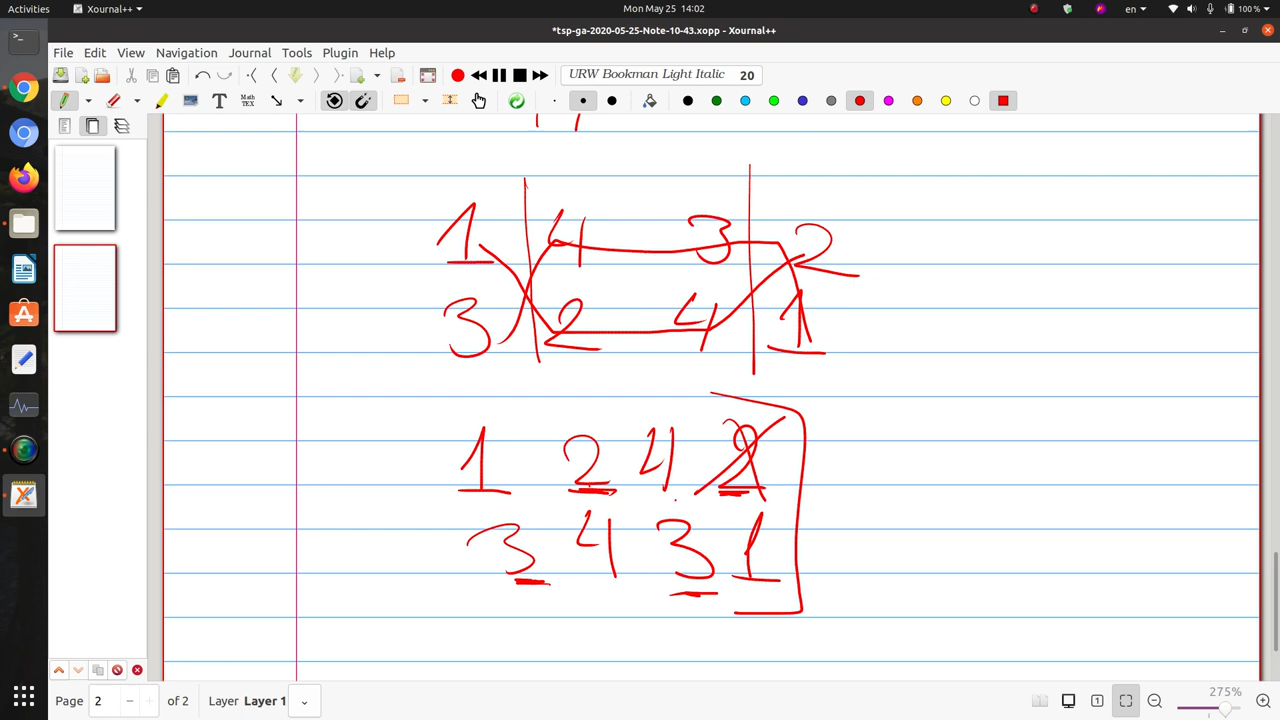 Activities Xournal++ Mon May 25 14:02 en 100 %
*tsp-ga-2020-05-25-Note-10-43.xopp - Xournal++
File Edit View Navigation Journal Tools Plugin Help
URW Bookman Light Italic 20
T Math TEX
1 4 3 2
3 2 4 1
1 2 4 2
3 4 3 1
Page 2 of 2 Layer Layer 1
275%